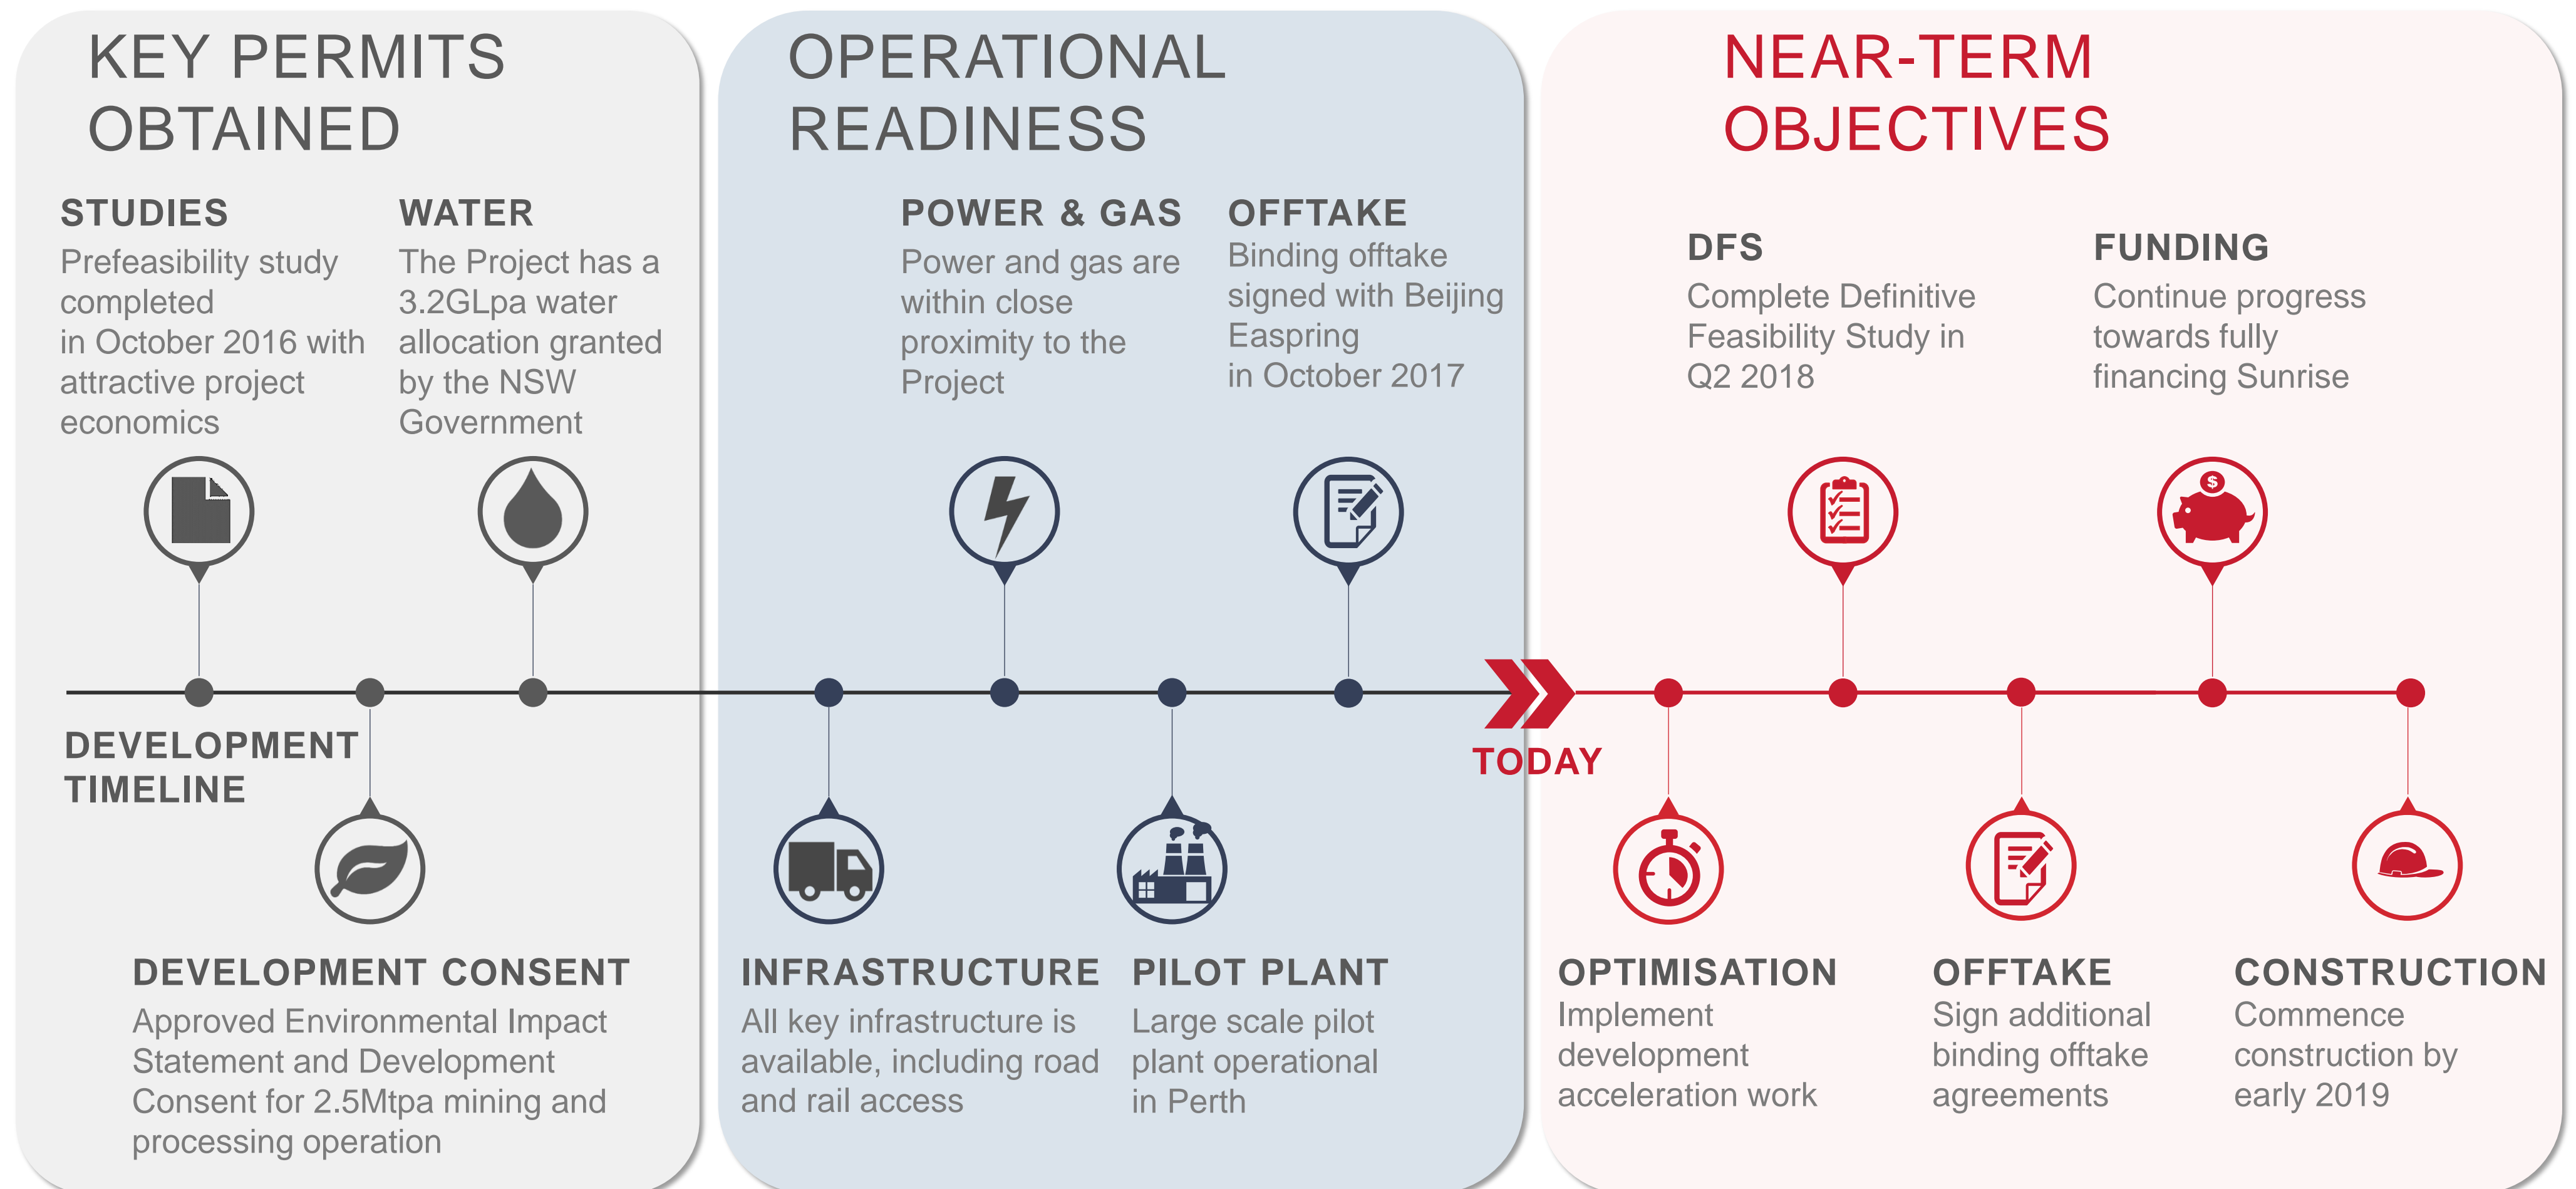 KEY PERMITS
OBTAINED
STUDIES
Prefeasibility study
completed
in October 2016 with
attractive project
economics
WATER
The Project has a
3.2GLpa water
allocation granted
by the NSW
Government
DEVELOPMENT
TIMELINE
DEVELOPMENT CONSENT
Approved Environmental Impact
Statement and Development
Consent for 2.5Mtpa mining and
processing operation
OPERATIONAL
READINESS
POWER & GAS
Power and gas are
within close
proximity to the
Project
OFFTAKE
Binding offtake
signed with Beijing
Easpring
in October 2017
INFRASTRUCTURE
All key infrastructure is
available, including road
and rail access
PILOT PLANT
Large scale pilot
plant operational
in Perth
TODAY
NEAR-TERM
OBJECTIVES
DFS
Complete Definitive
Feasibility Study in
Q2 2018
FUNDING
Continue progress
towards fully
financing Sunrise
$
OPTIMISATION
Implement
development
acceleration work
OFFTAKE
Sign additional
binding offtake
agreements
CONSTRUCTION
Commence
construction by
early 2019